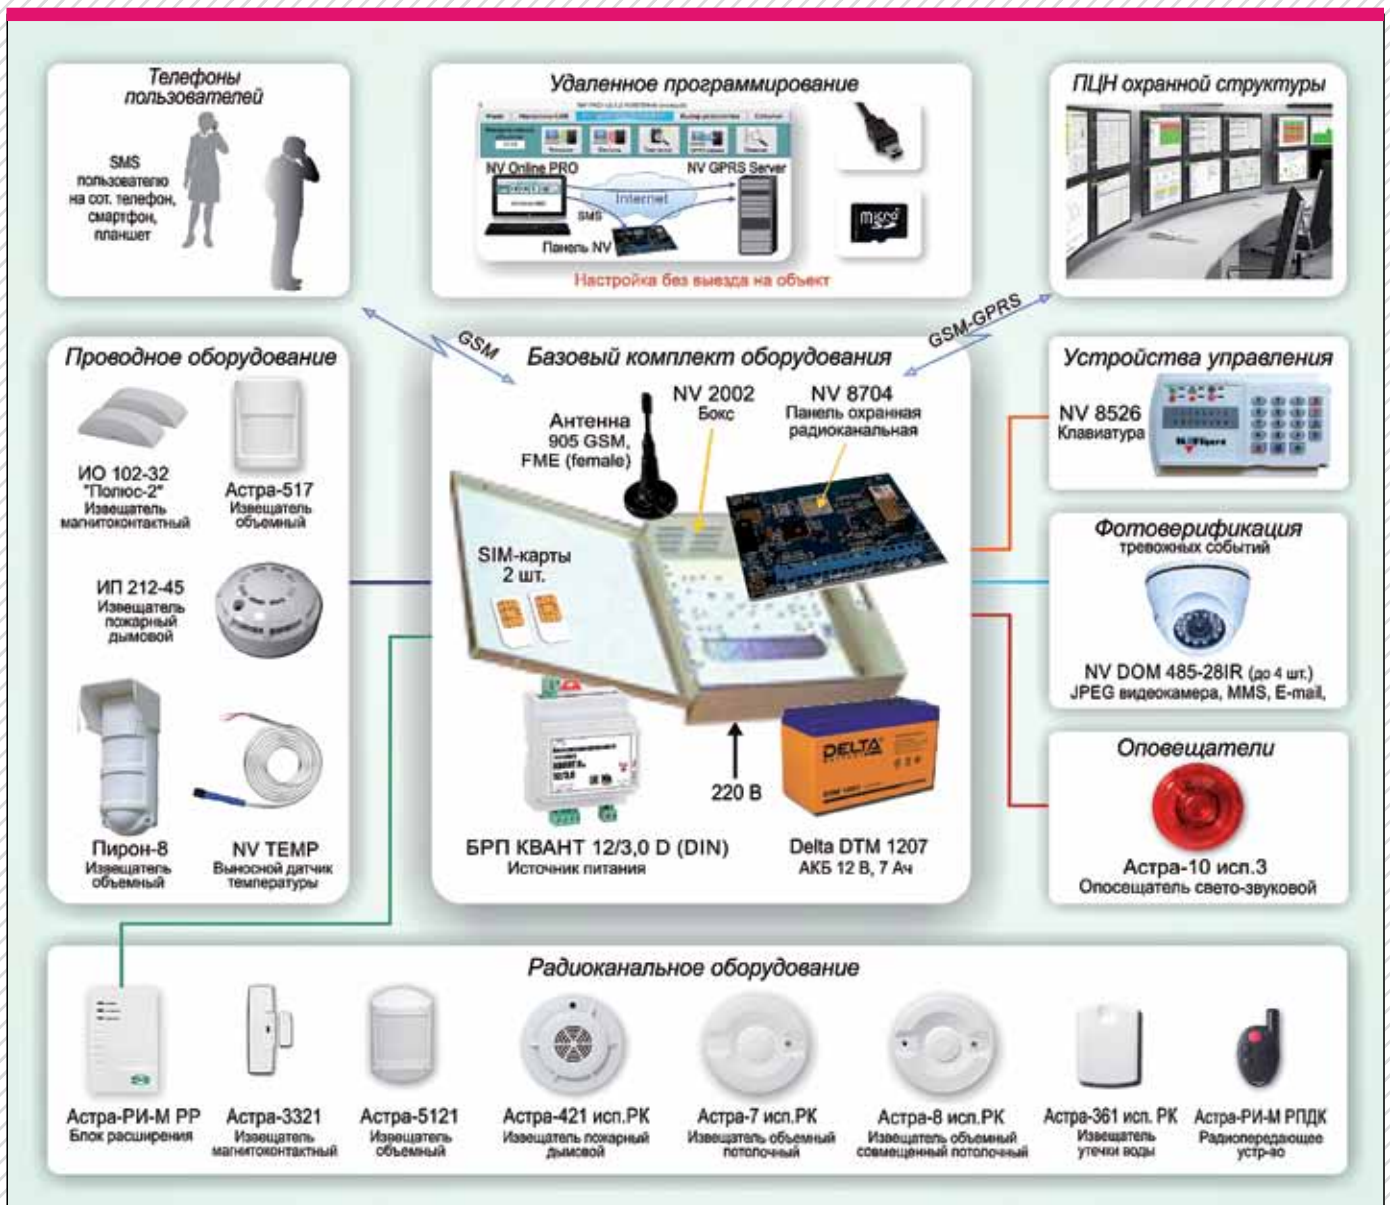 Телефоны
пользователей
SMS
пользователю
на сот. телефон,
смартфон,
планшет
Удаленное программирование
NV Online PRO
NV GPRS Server
Internet
SMS
Панель NV
micro
SD
Настройка без выезда на объект
ПЦН охранной структуры
GSM
GSM-GPRS
Проводное оборудование
ИО 102-32
"Полюс-2"
Извещатель
магнитоконтактный
Астра-517
Извещатель
объемный
ИП 212-45
Извещатель
пожарный
дымовой
Пирон-8
Извещатель
объемный
NV TEMP
Выносной датчик
температуры
Базовый комплект оборудования
Антенна
905 GSM,
FME (female)
NV 2002
Бокс
NV 8704
Панель охранная
радиоканальная
SIM-карты
2 шт.
220 В
DELTA
БРП КВАНТ 12/3,0 D (DIN)
Источник питания
Delta DTM 1207
АКБ 12 В, 7 Ач
Устройства управления
NV 8526
Клавиатура
Фотоверификация
тревожных событий
NV DOM 485-28IR (до 4 шт.)
JPEG видеокамера, MMS, E-mail,
Оповещатели
Астра-10 исп.3
Опосещатель свето-звуковой
Радиоканальное оборудование
Астра-РИ-М РР
Блок расширения
Астра-3321
Извещатель
магнитоконтактный
Астра-5121
Извещатель
объемный
Астра-421 исп.РК
Извещатель пожарный
дымовой
Астра-7 исп.РК
Извещатель объемный
потолочный
Астра-8 исп.РК
Извещатель объемный
совмещенный потолочный
Астра-361 исп. РК
Извещатель
утечки воды
Астра-РИ-М РПДК
Радиопередающее
устр-во